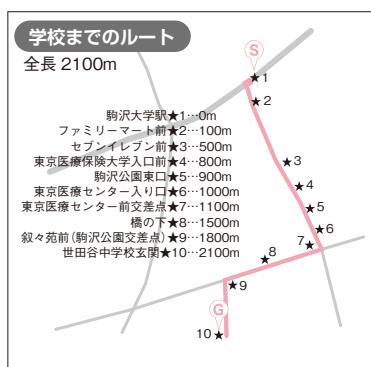 学校までのルート
全長 2100m
駒沢大学駅★1…0m
ファミリーマート前★2…100m
セブンイレブン前★3…500m
東京医療保険大学入口前★4…800m
駒沢公園東口★5…900m
東京医療センター入り口★6…1000m
東京医療センター前交差点★7…1100m
橋の下★8…1500m
叙々苑前(駒沢公園交差点)★9…1800m
世田谷中学校玄関★10…2100m
S
★1
★2
3★
★4
★5
★6
7★
★8
★9
G
10★